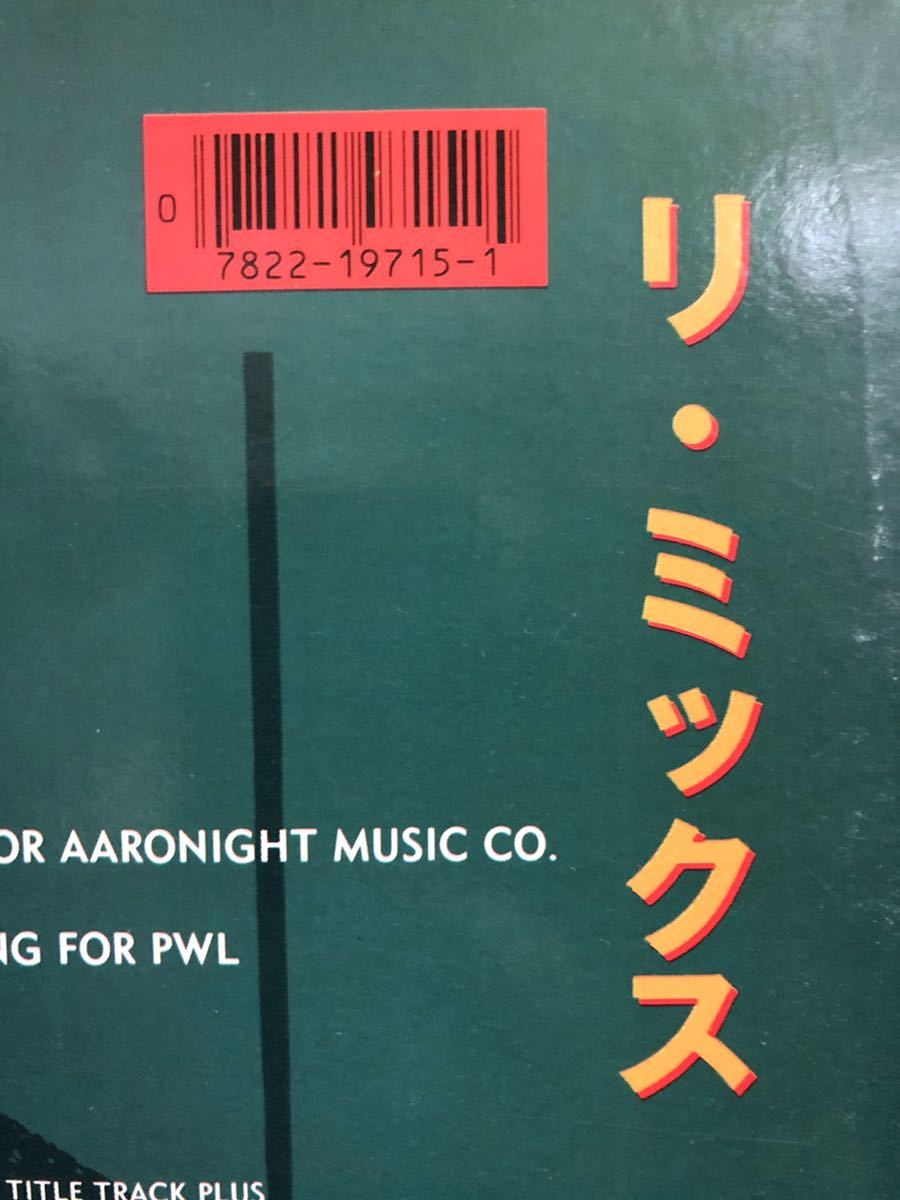 0
7822-19715-1
リ・ミックス
OR AARONIGHT MUSIC CO.
NG FOR PWL
TITLE TRACK PLUS